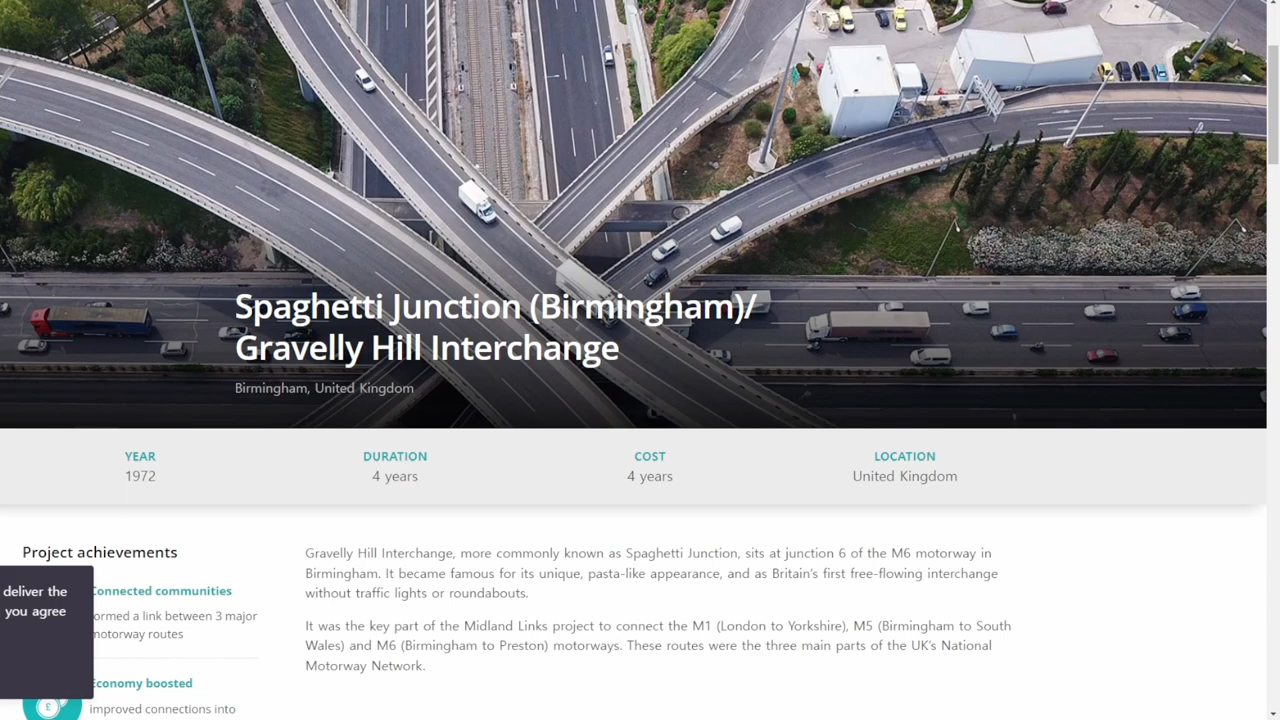 Spaghetti Junction (Birmingham)/
Gravelly Hill Interchange
Birmingham, United Kingdom
YEAR
1972
DURATION
4 years
COST
4 years
LOCATION
United Kingdom
Project achievements
deliver the
you agree
Connected communities
ormed a link between 3 major
motorway routes
Economy boosted
£
improved connections into
Gravelly Hill Interchange, more commonly known as Spaghetti Junction, sits at junction 6 of the M6 motorway in
Birmingham. It became famous for its unique, pasta-like appearance, and as Britain's first free-flowing interchange
without traffic lights or roundabouts.
It was the key part of the Midland Links project to connect the M1 (London to Yorkshire), M5 (Birmingham to South
Wales) and M6 (Birmingham to Preston) motorways. These routes were the three main parts of the UK's National
Motorway Network.